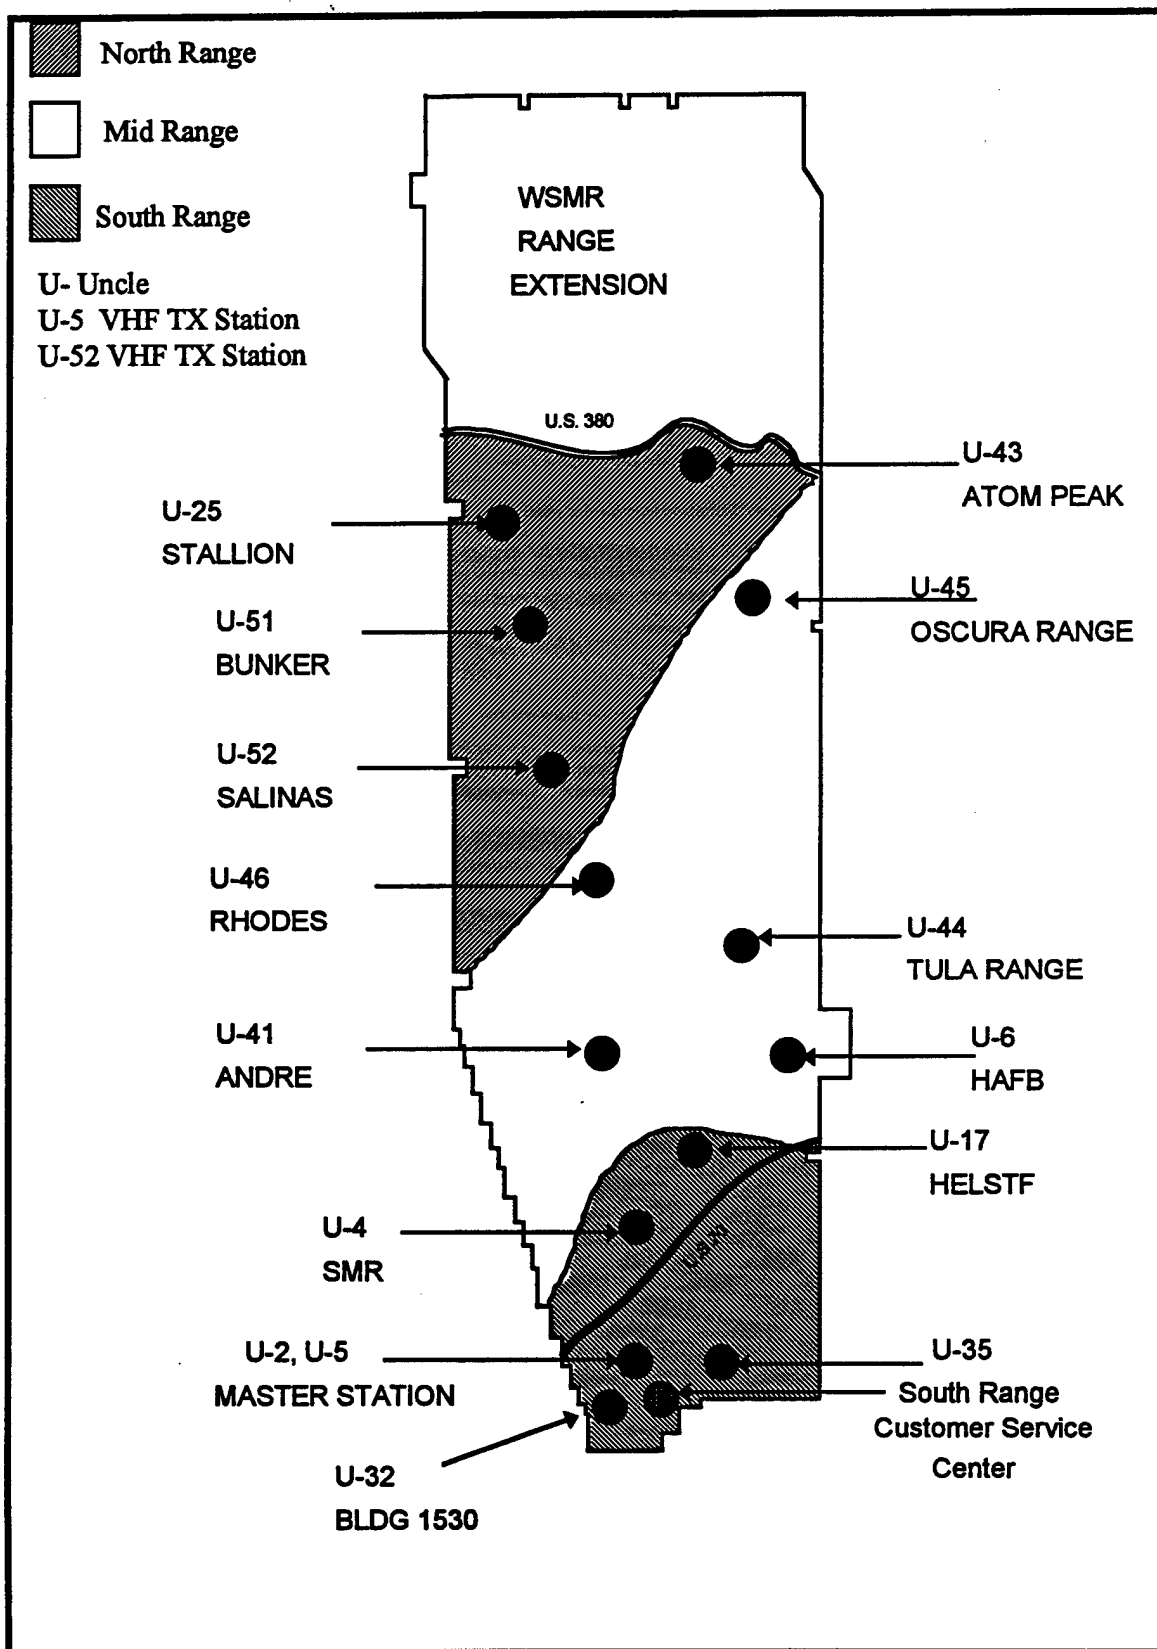 North Range
Mid Range
South Range
U- Uncle
U-5 VHF TX Station
U-52 VHF TX Station
WSMR
RANGE
EXTENSION
U.S. 380
U-43
ATOM PEAK
U-25
STALLION
U-45
OSCURA RANGE
U-51
BUNKER
U-52
SALINAS
U-46
RHODES
U-44
TULA RANGE
U-41
ANDRE
U-6
HAFB
U-17
HELSTF
U-4
SMR
U.S. 70
U-2, U-5
MASTER STATION
U-35
South Range
Customer Service
Center
U-32
BLDG 1530